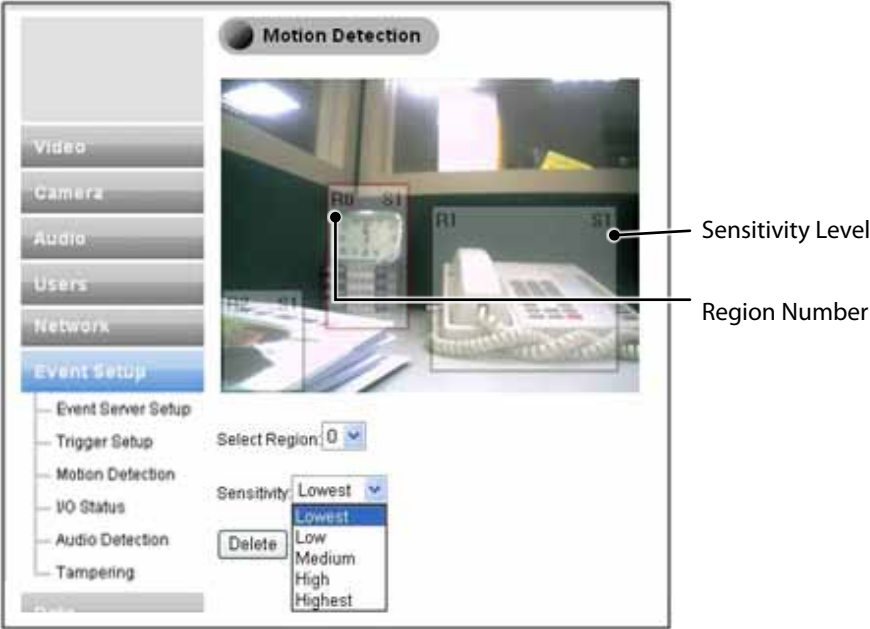 Motion Detection
Video
Camera
Audio
Users
Network
Event Setup
Event Server Setup
Trigger Setup
Motion Detection
I/O Status
Audio Detection
Tampering
R0 S1
R1 S1
R2 S1
Sensitivity Level
Region Number
Select Region: 0
Sensitivity: Lowest
Lowest
Low
Medium
High
Highest
Delete